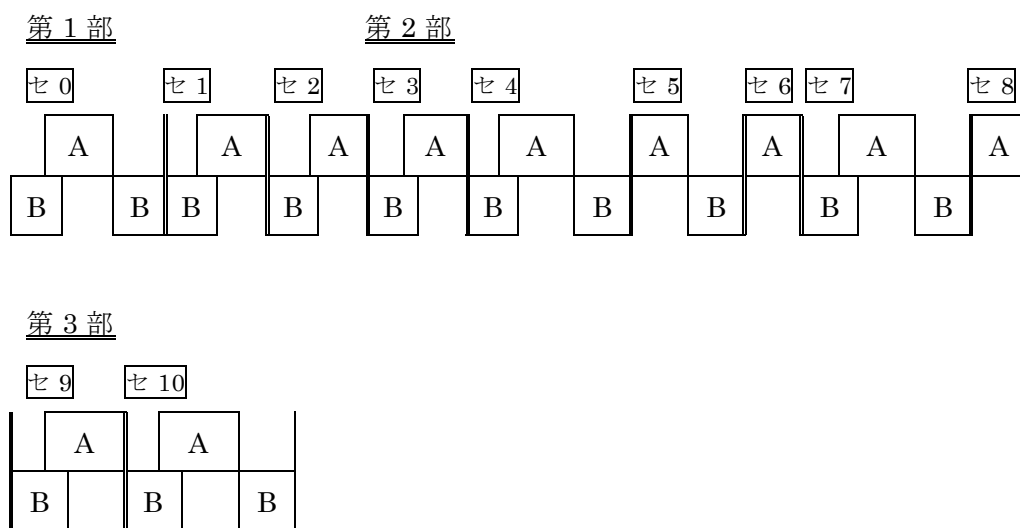 第 1 部 第 2 部
セ 0 セ 1 セ 2 セ 3 セ 4 セ 5 セ 6 セ 7 セ 8
A A A A A A A A A
B B B B B B B B B B B
第 3 部
セ 9 セ 10
A A
B B B